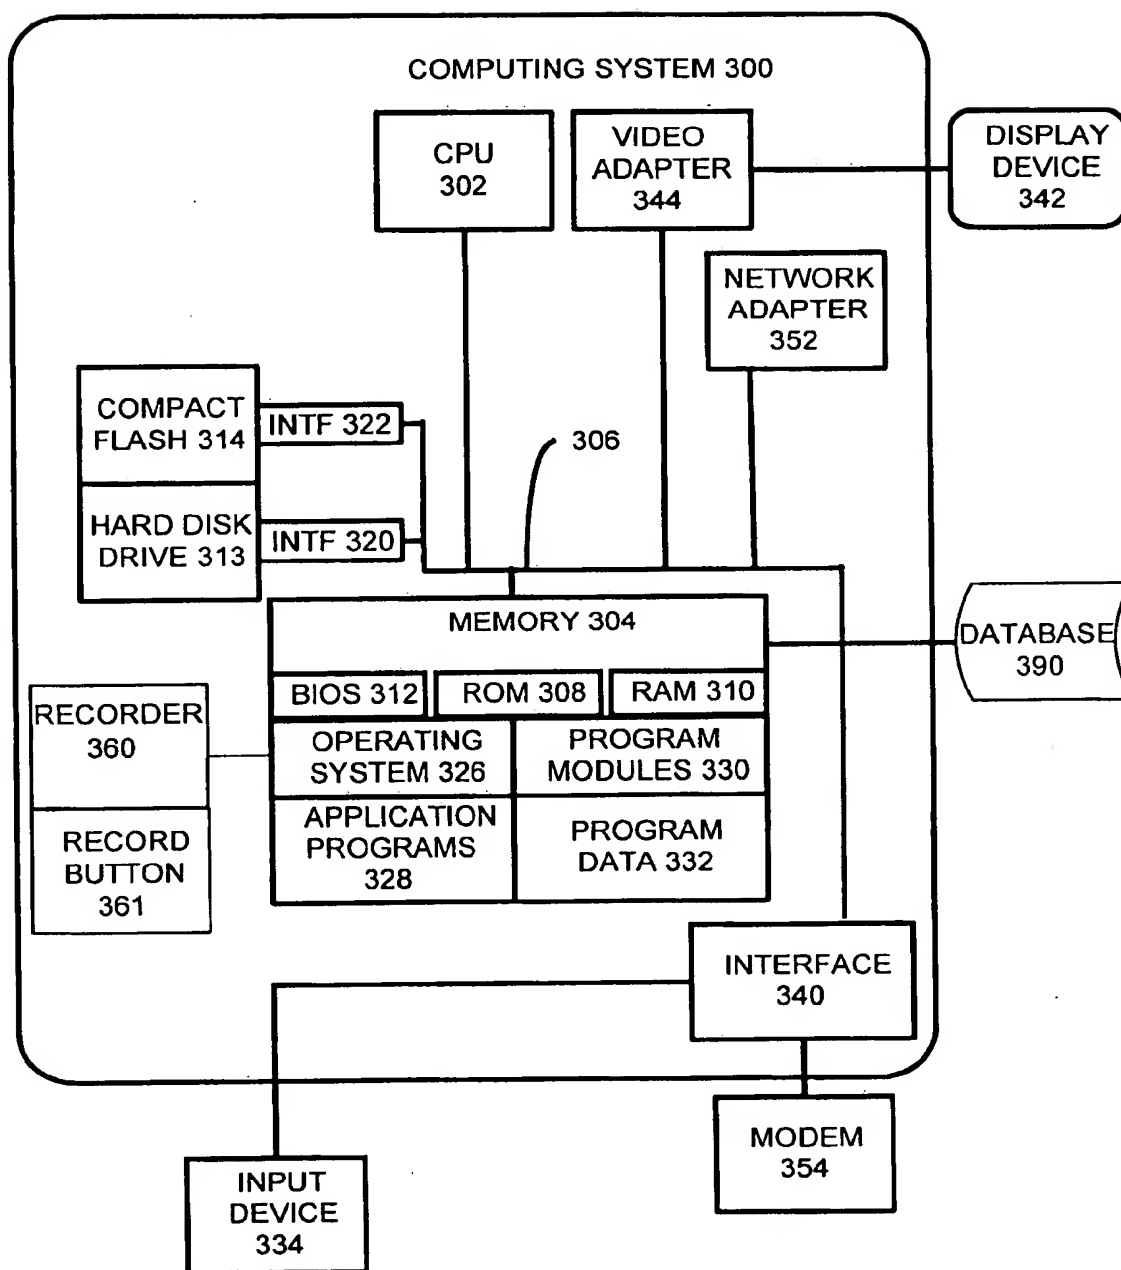 COMPUTING SYSTEM 300
CPU
302
VIDEO
ADAPTER
344
DISPLAY
DEVICE
342
NETWORK
ADAPTER
352
COMPACT
FLASH 314
INTF 322
306
HARD DISK
DRIVE 313
INTF 320
MEMORY 304
DATABASE
390
BIOS 312
ROM 308
RAM 310
RECORDER
360
OPERATING
SYSTEM 326
PROGRAM
MODULES 330
RECORD
BUTTON
361
APPLICATION
PROGRAMS
328
PROGRAM
DATA 332
INTERFACE
340
MODEM
354
INPUT
DEVICE
334